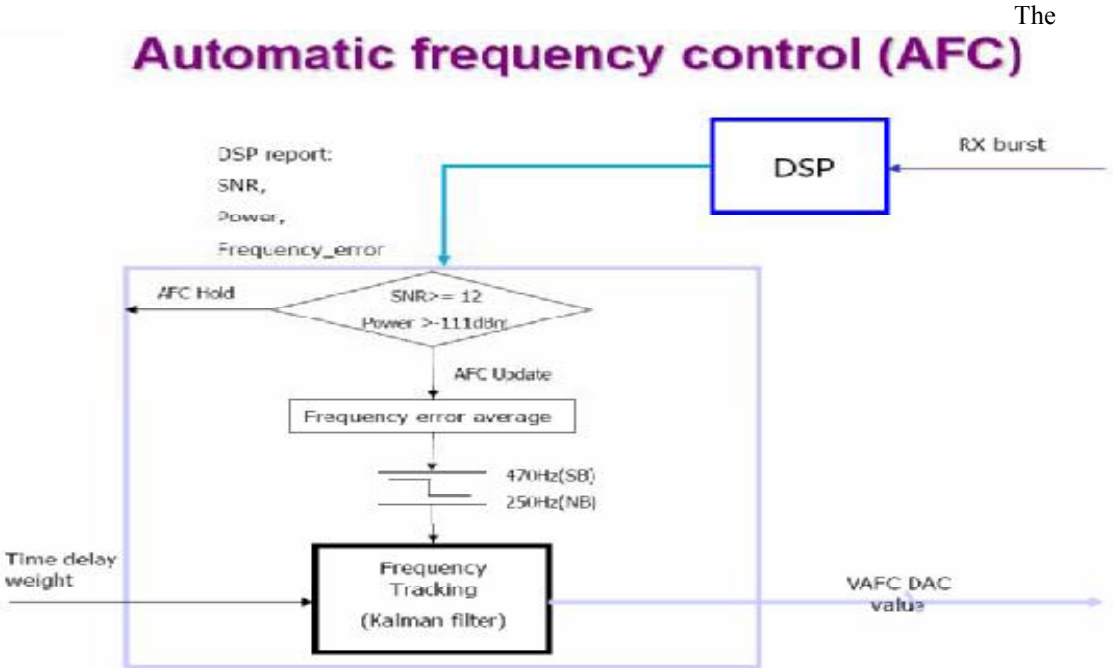 The
Automatic frequency control (AFC)
DSP report:
SNR,
Power,
Frequency_error
DSP
RX burst
AFC Hold
SNR>= 12
Power >-111dBm
AFC Update
Frequency error average
470Hz(SB)
250Hz(NB)
Time delay
weight
Frequency
Tracking
(Kalman filter)
VAFC DAC
value